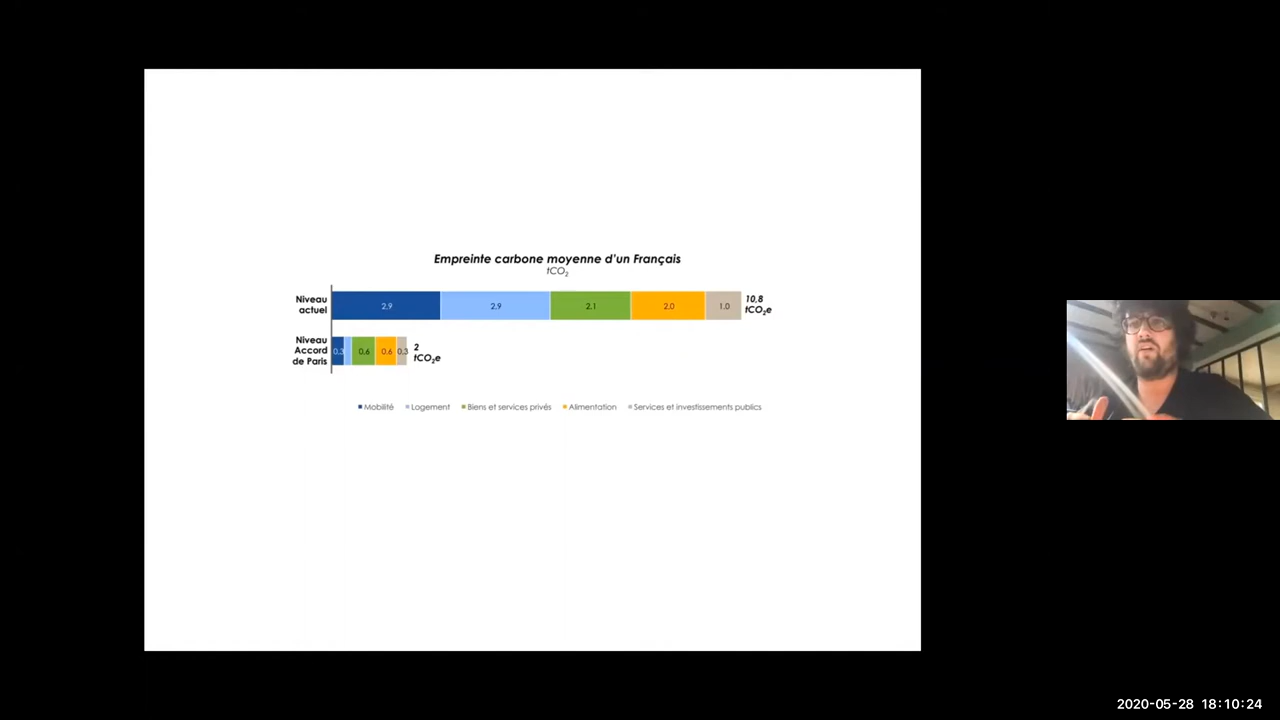 Empreinte carbone moyenne d'un Français
tCO₂
Niveau
actuel
2.9
2.9
2.1
2.0
1.0
10,8
tCO₂e
Niveau
Accord
de Paris
0.3
0.6
0.6
0.3
2
tCO₂e
Mobilité
Logement
Biens et services privés
Alimentation
Services et investissements publics
2020-05-28 18:10:24